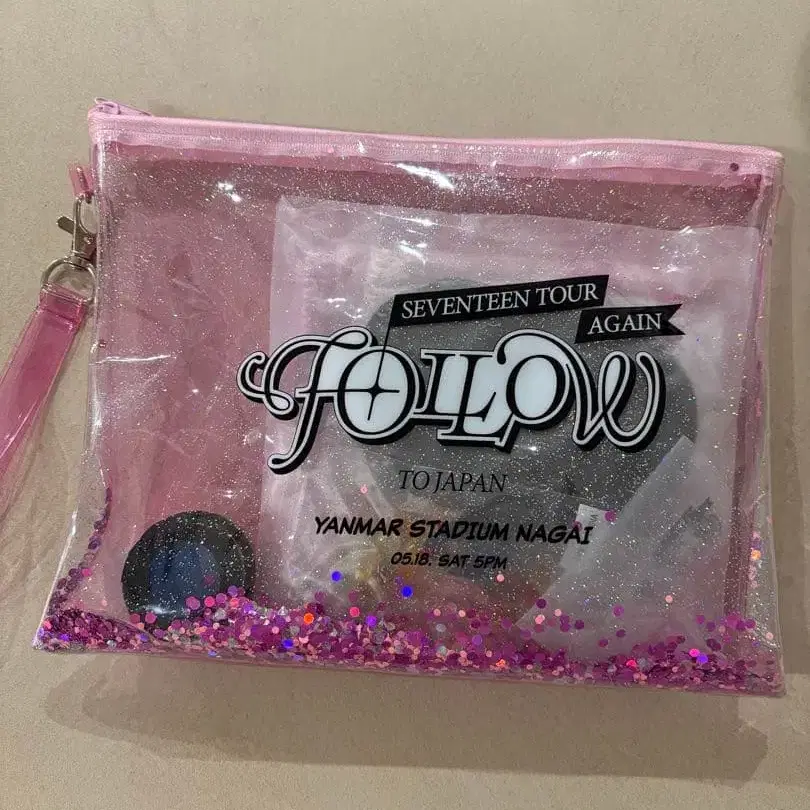 SEVENTEEN TOUR
AGAIN
FOLLOW
TO JAPAN
YANMAR STADIUM NAGAI
05.18. SAT 5PM